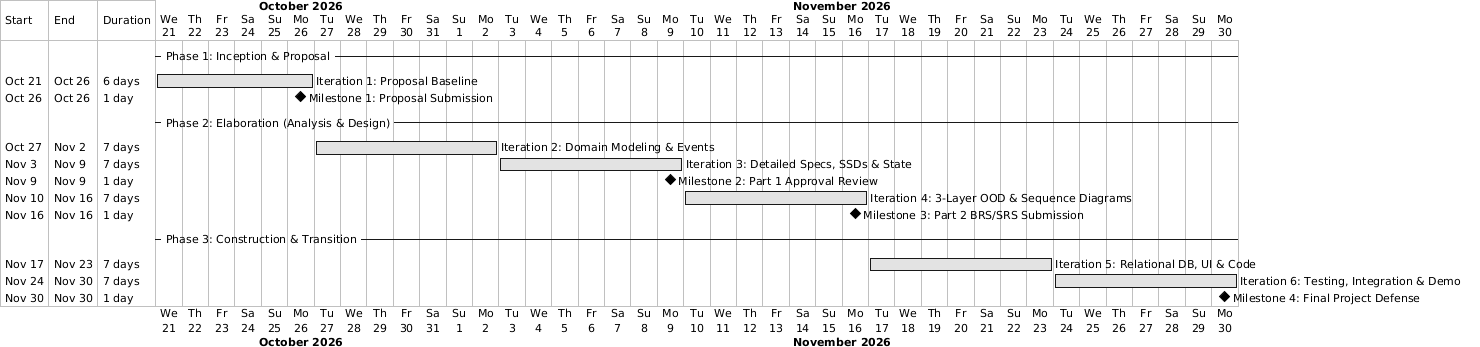 October 2026 November 2026
Start End Duration We Th Fr Sa Su Mo Tu We Th Fr Sa Su Mo Tu We Th Fr Sa Su Mo Tu We Th Fr Sa Su Mo Tu We Th Fr Sa Su Mo Tu We Th Fr Sa Su Mo
21 22 23 24 25 26 27 28 29 30 31 1 2 3 4 5 6 7 8 9 10 11 12 13 14 15 16 17 18 19 20 21 22 23 24 25 26 27 28 29 30
Phase 1: Inception & Proposal
Oct 21 Oct 26 6 days Iteration 1: Proposal Baseline
Oct 26 Oct 26 1 day Milestone 1: Proposal Submission
Phase 2: Elaboration (Analysis & Design)
Oct 27 Nov 2 7 days Iteration 2: Domain Modeling & Events
Nov 3 Nov 9 7 days Iteration 3: Detailed Specs, SSDs & State
Nov 9 Nov 9 1 day Milestone 2: Part 1 Approval Review
Nov 10 Nov 16 7 days Iteration 4: 3-Layer OOD & Sequence Diagrams
Nov 16 Nov 16 1 day Milestone 3: Part 2 BRS/SRS Submission
Phase 3: Construction & Transition
Nov 17 Nov 23 7 days Iteration 5: Relational DB, UI & Code
Nov 24 Nov 30 7 days Iteration 6: Testing, Integration & Demo
Nov 30 Nov 30 1 day Milestone 4: Final Project Defense
We Th Fr Sa Su Mo Tu We Th Fr Sa Su Mo Tu We Th Fr Sa Su Mo Tu We Th Fr Sa Su Mo Tu We Th Fr Sa Su Mo Tu We Th Fr Sa Su Mo
21 22 23 24 25 26 27 28 29 30 31 1 2 3 4 5 6 7 8 9 10 11 12 13 14 15 16 17 18 19 20 21 22 23 24 25 26 27 28 29 30
October 2026 November 2026